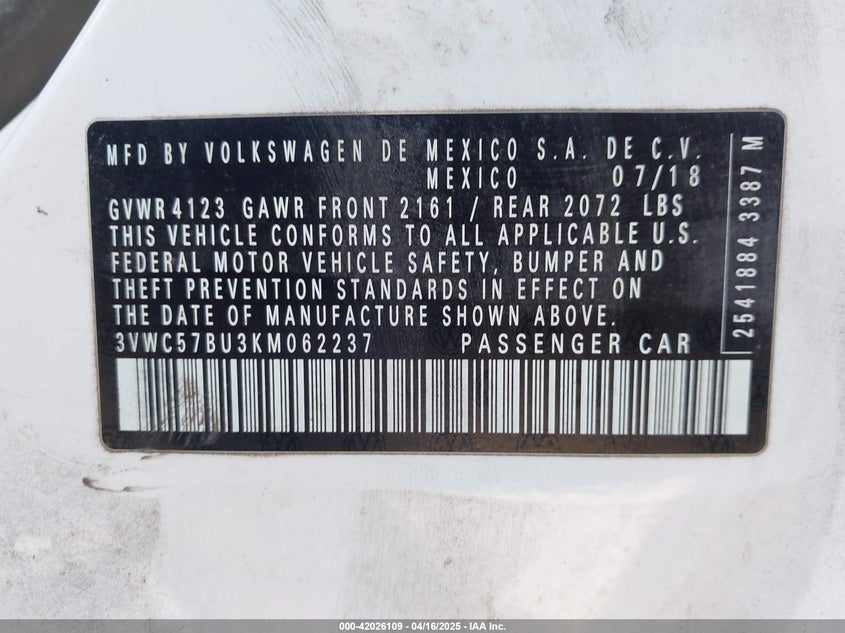 MFD BY VOLKSWAGEN DE MEXICO S.A. DE C.V.
MEXICO 07/18
GVWR 4123 GAWR FRONT 2161 / REAR 2072 LBS
THIS VEHICLE CONFORMS TO ALL APPLICABLE U.S.
FEDERAL MOTOR VEHICLE SAFETY, BUMPER AND
THEFT PREVENTION STANDARDS IN EFFECT ON
THE DATE OF MANUFACTURE SHOWN ABOVE.
3VWC57BU3KM062237 PASSENGER CAR
2541884 3387 M
000-42026109 - 04/16/2025 - IAA Inc.